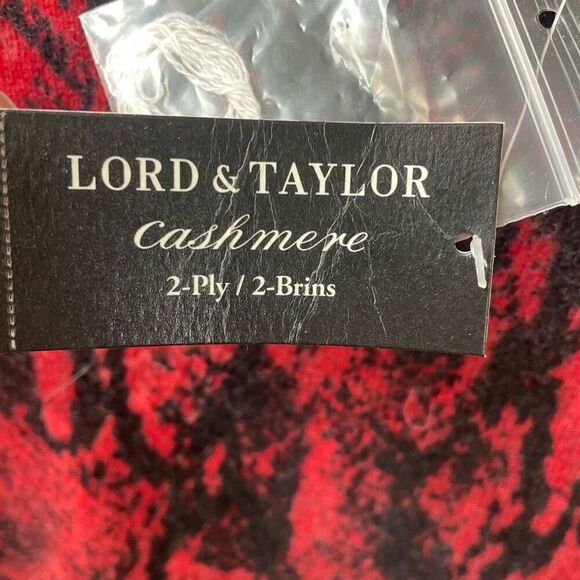 LORD & TAYLOR
cashmere
2-Ply / 2-Brins